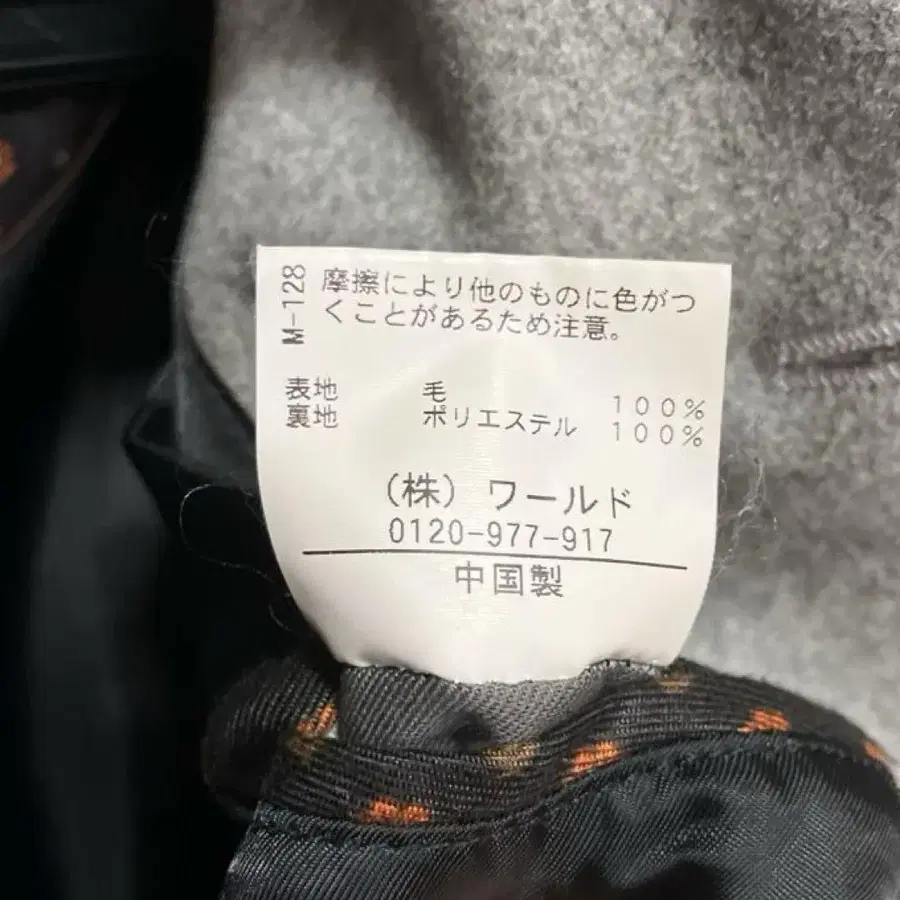 M-128
摩擦により他のものに色がつ
くことがあるため注意。
表地 毛 100%
裏地 ポリエステル 100%
(株) ワールド
0120-977-917
中国製